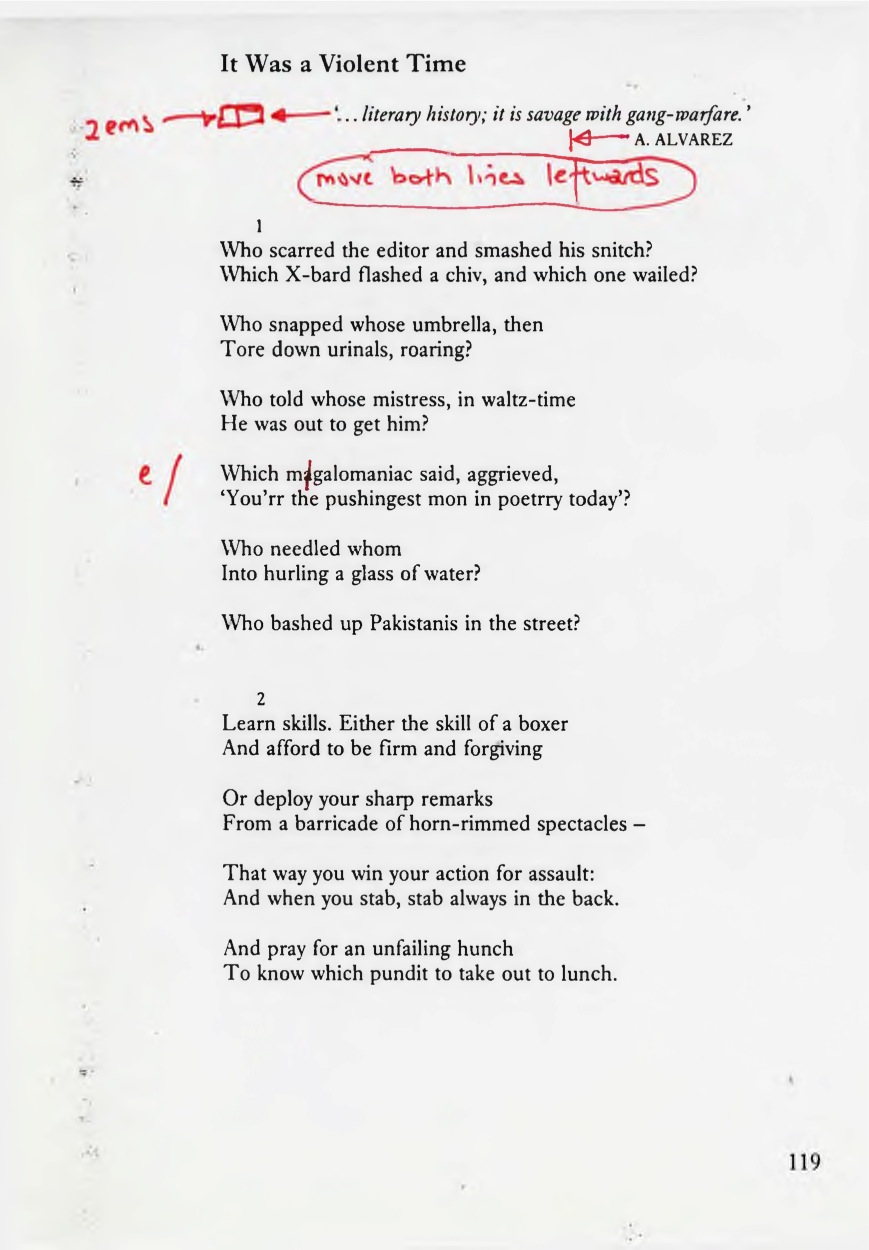 It Was a Violent Time
2 ems
‘... literary history; it is savage with gang-warfare.’
A. ALVAREZ
move both lines leftwards
1
Who scarred the editor and smashed his snitch?
Which X-bard flashed a chiv, and which one wailed?
Who snapped whose umbrella, then
Tore down urinals, roaring?
Who told whose mistress, in waltz-time
He was out to get him?
e/
Which magalomaniac said, aggrieved,
‘You'rr the pushingest mon in poetrry today’?
Who needled whom
Into hurling a glass of water?
Who bashed up Pakistanis in the street?
2
Learn skills. Either the skill of a boxer
And afford to be firm and forgiving
Or deploy your sharp remarks
From a barricade of horn-rimmed spectacles –
That way you win your action for assault:
And when you stab, stab always in the back.
And pray for an unfailing hunch
To know which pundit to take out to lunch.
119